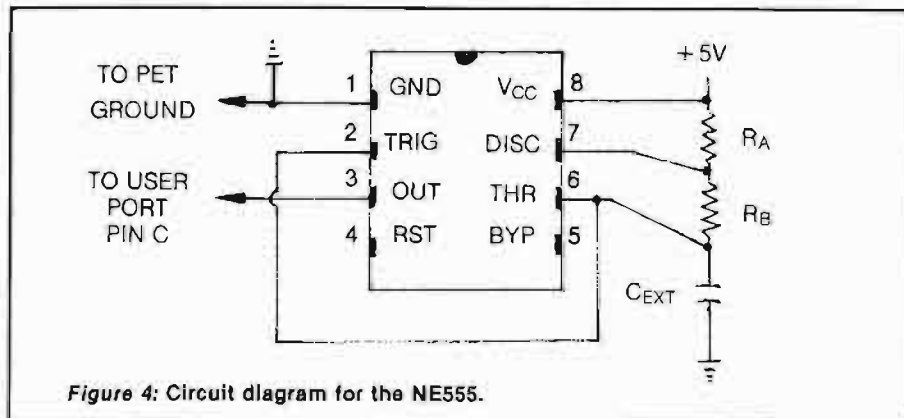 TO PET
GROUND
TO USER
PORT
PIN C
1 GND VCC 8
2 TRIG DISC 7
3 OUT THR 6
4 RST BYP 5
+5V
RA
RB
CEXT
Figure 4: Circuit diagram for the NE555.